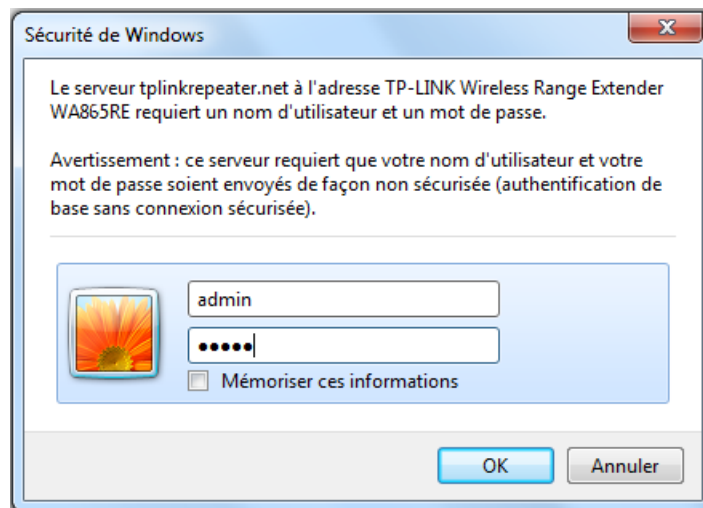 Sécurité de Windows
Le serveur tplinkrepeater.net à l'adresse TP-LINK Wireless Range Extender
WA865RE requiert un nom d'utilisateur et un mot de passe.
Avertissement : ce serveur requiert que votre nom d'utilisateur et votre
mot de passe soient envoyés de façon non sécurisée (authentification de
base sans connexion sécurisée).
admin
●●●●●
Mémoriser ces informations
OK
Annuler